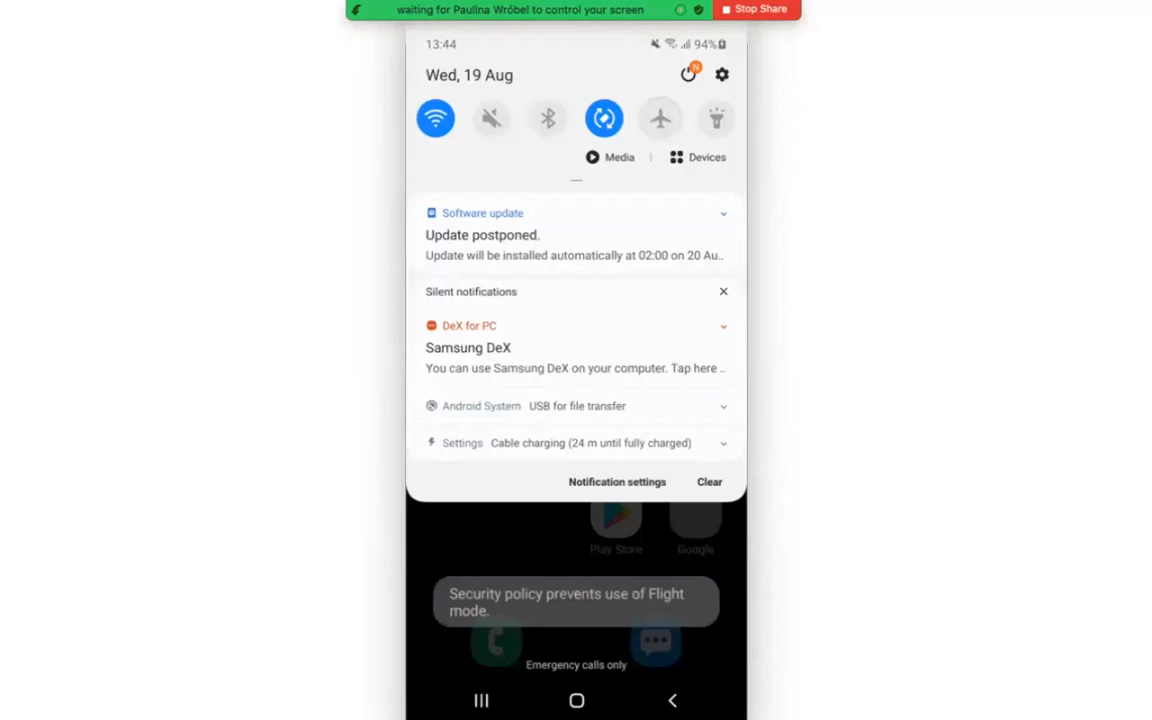 waiting for Paulina Wróbel to control your screen
Stop Share
13:44
94%
Wed, 19 Aug
N
Media | Devices
Software update
Update postponed.
Update will be installed automatically at 02:00 on 20 Au..
Silent notifications
DeX for PC
Samsung DeX
You can use Samsung DeX on your computer. Tap here ..
Android System USB for file transfer
Settings Cable charging (24 m until fully charged)
Notification settings Clear
Play Store Google
Security policy prevents use of Flight
mode.
Emergency calls only